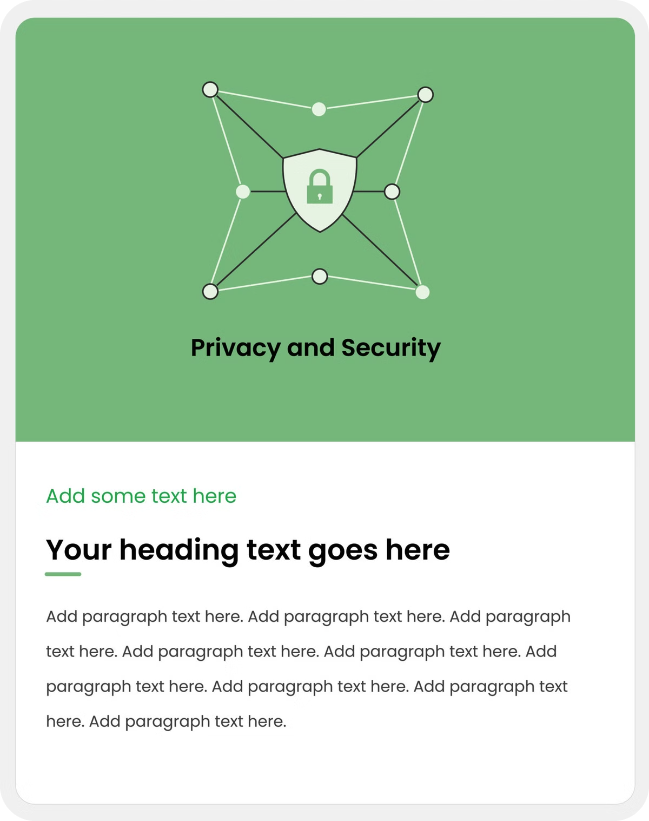 Privacy and Security
Add some text here
Your heading text goes here
Add paragraph text here. Add paragraph text here. Add paragraph
text here. Add paragraph text here. Add paragraph text here. Add
paragraph text here. Add paragraph text here. Add paragraph text
here. Add paragraph text here.